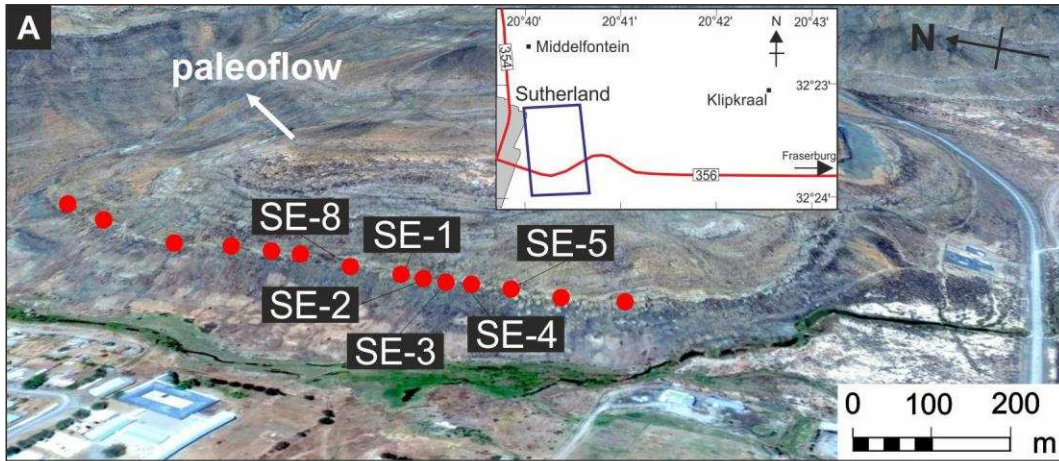 A
paleoflow
20°40' 20°41' 20°42' 20°43'
N
354
Middelfontein
32°23'
Sutherland
Klipkraal
Fraserburg
356
32°24'
N
SE-8
SE-1
SE-5
SE-2
SE-3
SE-4
0 100 200
m